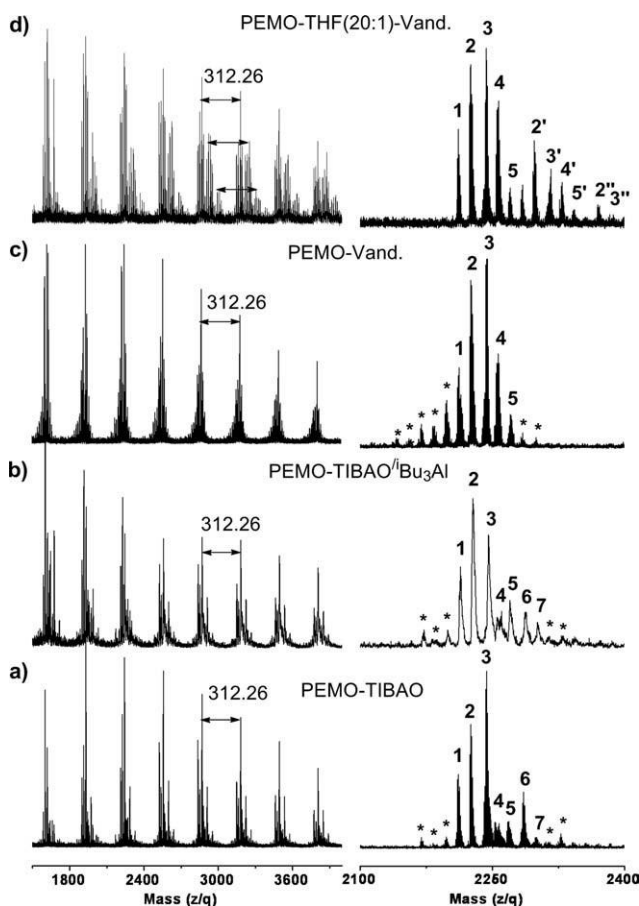 d) PEMO-THF(20:1)-Vand.
312.26
1 2 3 4 5 2' 3' 4' 5' 2'' 3''
c) PEMO-Vand.
312.26
* * * * 1 2 3 4 5 * *
b) PEMO-TIBAO/iBu3Al
312.26
* * * 1 2 3 4 5 6 7 * *
a) PEMO-TIBAO
312.26
* * * 1 2 3 4 5 6 7 * *
1800 2700 3600 2100 2260 2400
Mass (z/q) Mass (z/q)